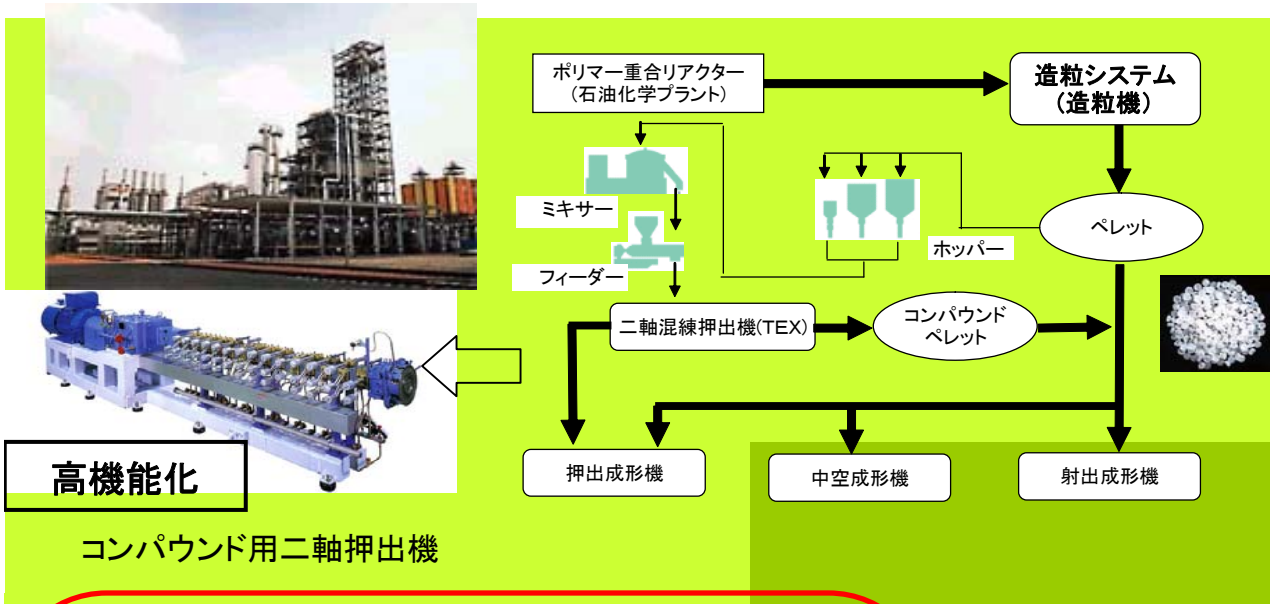 ポリマー重合リアクター
(石油化学プラント)
造粒システム
(造粒機)
ミキサー
フィーダー
ホッパー
ペレット
二軸混練押出機(TEX)
コンパウンド
ペレット
押出成形機
中空成形機
射出成形機
高機能化
コンパウンド用二軸押出機